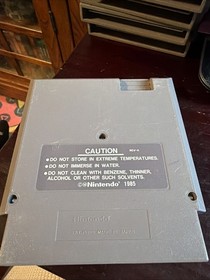 CAUTION
REV-A
•DO NOT STORE IN EXTREME TEMPERATURES.
•DO NOT IMMERSE IN WATER.
•DO NOT CLEAN WITH BENZENE, THINNER,
ALCOHOL OR OTHER SUCH SOLVENTS.
©Nintendo® 1985